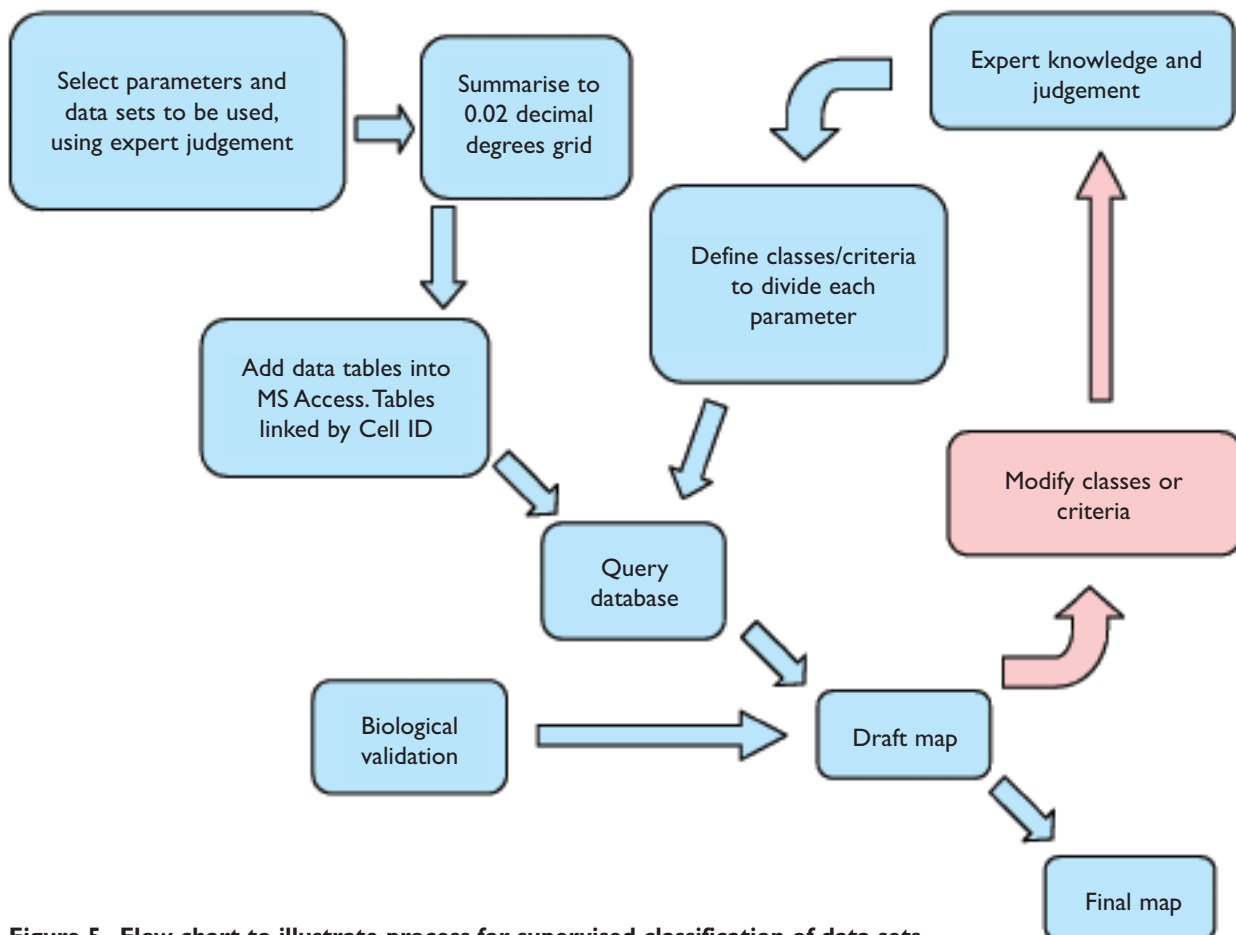 Select parameters and
data sets to be used,
using expert judgement
Summarise to
0.02 decimal
degrees grid
Expert knowledge and
judgement
Define classes/criteria
to divide each
parameter
Add data tables into
MS Access. Tables
linked by Cell ID
Modify classes or
criteria
Query
database
Biological
validation
Draft map
Final map
Figure 5. Flow chart to illustrate process for supervised classification of data sets